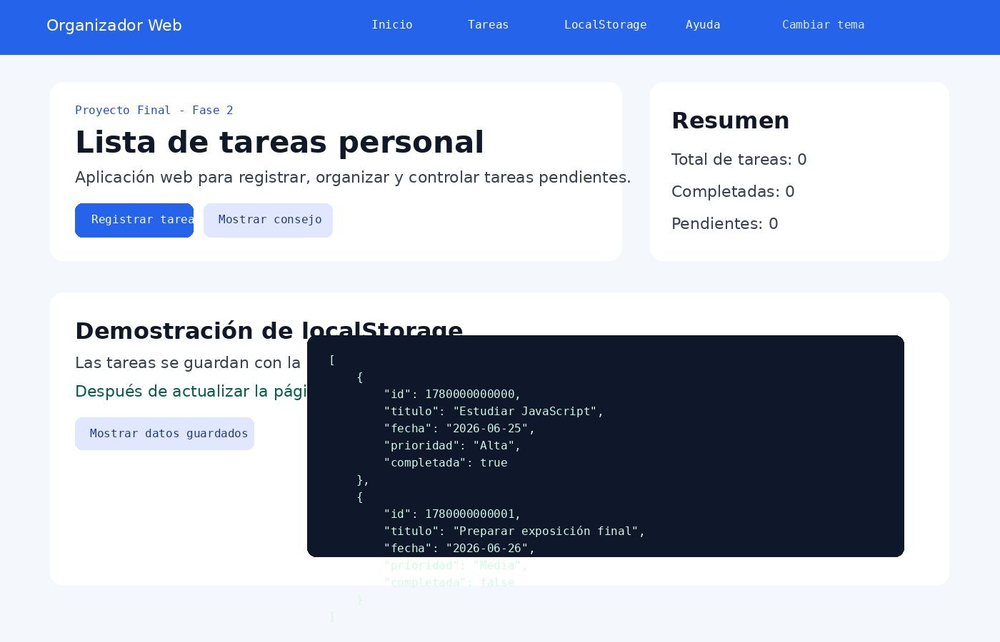 Organizador Web
Inicio
Tareas
LocalStorage
Ayuda
Cambiar tema
Proyecto Final - Fase 2
Lista de tareas personal
Aplicación web para registrar, organizar y controlar tareas pendientes.
Registrar tarea
Mostrar consejo
Resumen
Total de tareas: 0
Completadas: 0
Pendientes: 0
Demostración de localStorage
Las tareas se guardan con la
Después de actualizar la pági
Mostrar datos guardados
[
    {
        "id": 1780000000000,
        "titulo": "Estudiar JavaScript",
        "fecha": "2026-06-25",
        "prioridad": "Alta",
        "completada": true
    },
    {
        "id": 1780000000001,
        "titulo": "Preparar exposición final",
        "fecha": "2026-06-26",
        "prioridad": "Media",
        "completada": false
    }
]